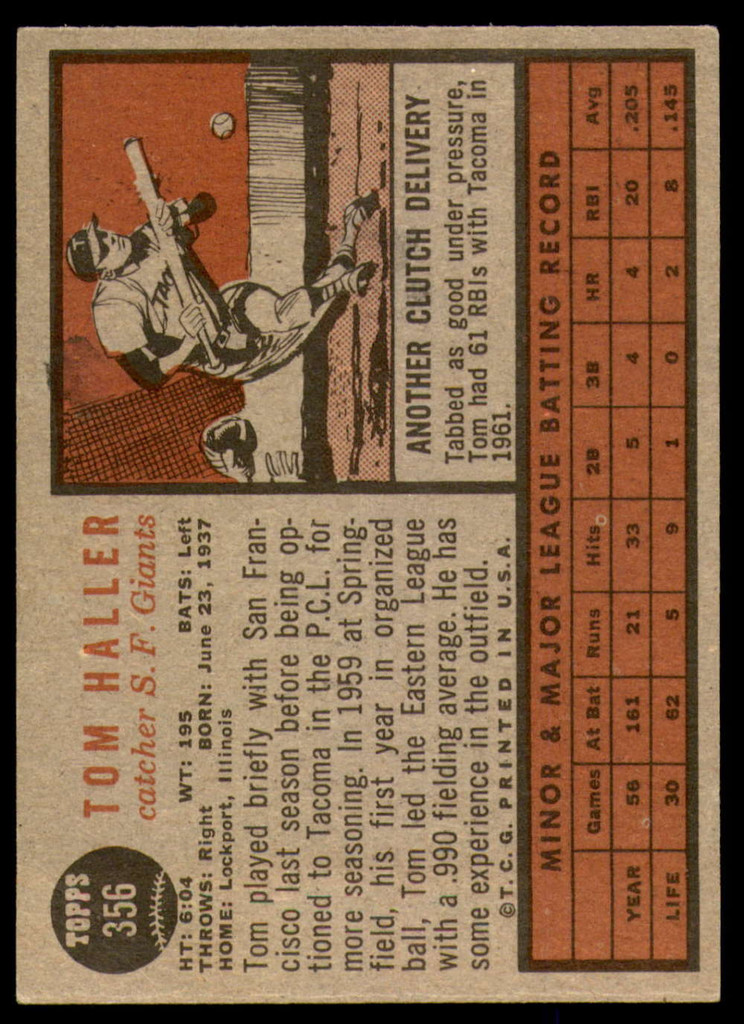 TOPPS
356
TOM HALLER
catcher S. F. Giants
HT: 6:04 WT: 195 BATS: Left
THROWS: Right BORN: June 23, 1937
HOME: Lockport, Illinois
Tom played briefly with San Fran-
cisco last season before being op-
tioned to Tacoma in the P.C.L. for
more seasoning. In 1959 at Spring-
field, his first year in organized
ball, Tom led the Eastern League
with a .990 fielding average. He has
some experience in the outfield.
©T. C. G. PRINTED IN U.S.A.
T
TOM
ANOTHER CLUTCH DELIVERY
Tabbed as good under pressure,
Tom had 61 RBIs with Tacoma in
1961.
MINOR & MAJOR LEAGUE BATTING RECORD
Games At Bat Runs Hits 2B 3B HR RBI Avg
YEAR 56 161 21 33 5 4 4 20 .205
LIFE 30 62 5 9 1 0 2 8 .145